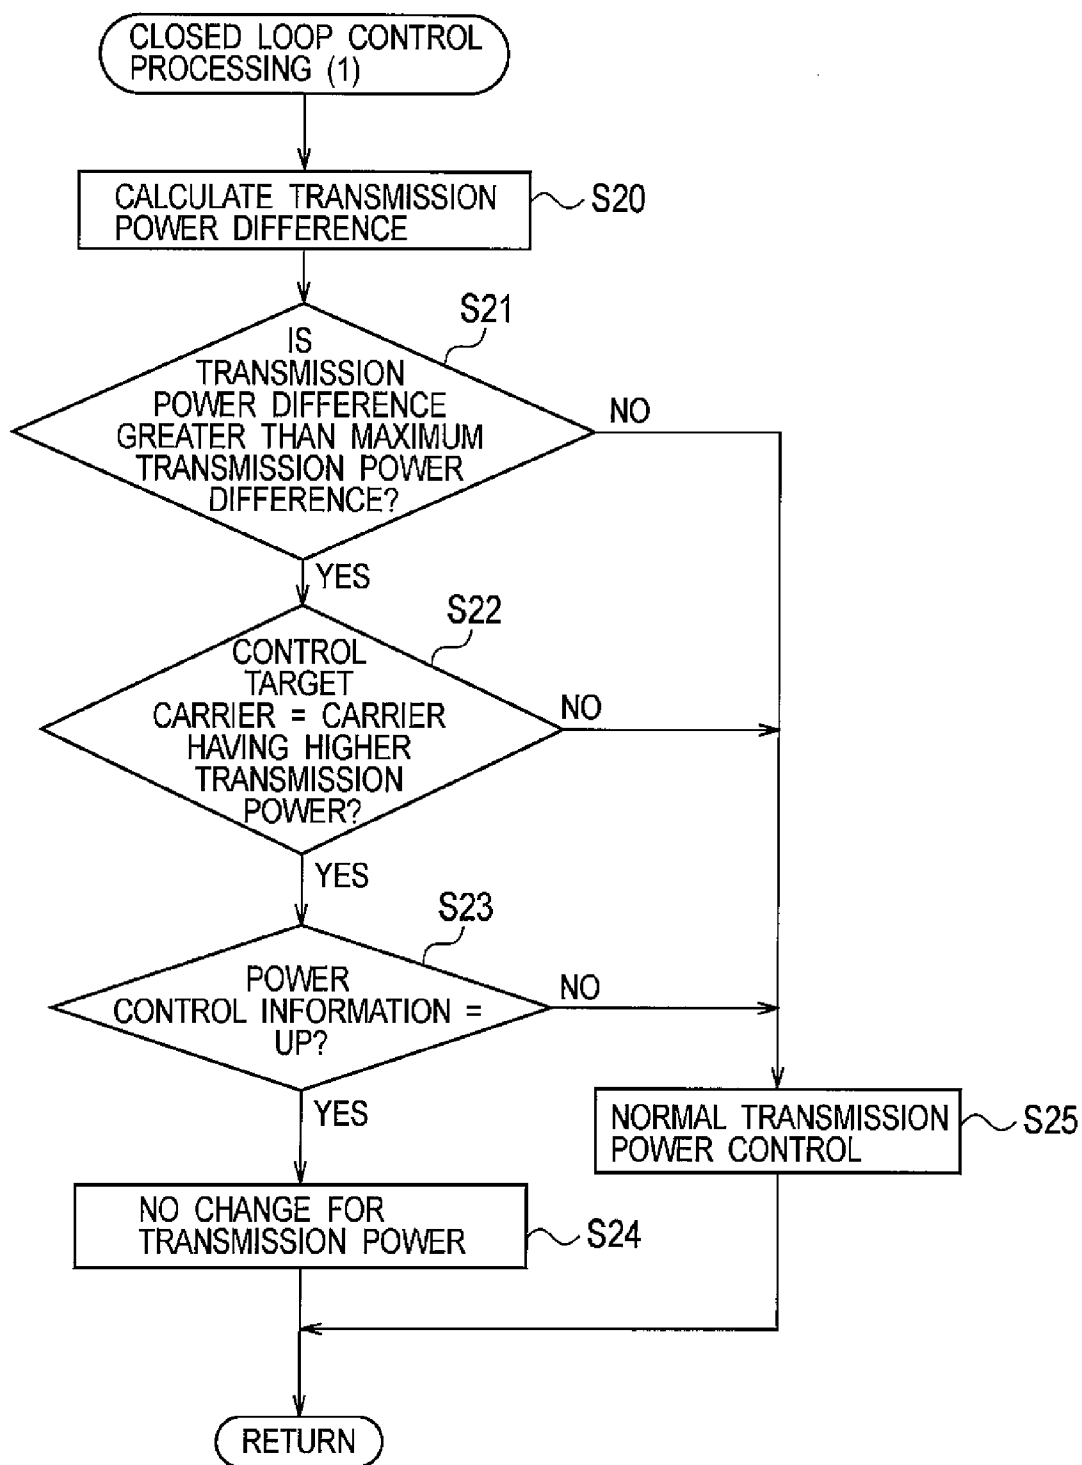 CLOSED LOOP CONTROL
PROCESSING (1)
CALCULATE TRANSMISSION
POWER DIFFERENCE
S20
S21
IS
TRANSMISSION
POWER DIFFERENCE
GREATER THAN MAXIMUM
TRANSMISSION POWER
DIFFERENCE?
NO
YES
S22
CONTROL
TARGET
CARRIER = CARRIER
HAVING HIGHER
TRANSMISSION
POWER?
NO
YES
S23
POWER
CONTROL INFORMATION =
UP?
NO
YES
NORMAL TRANSMISSION
POWER CONTROL
S25
NO CHANGE FOR
TRANSMISSION POWER
S24
RETURN